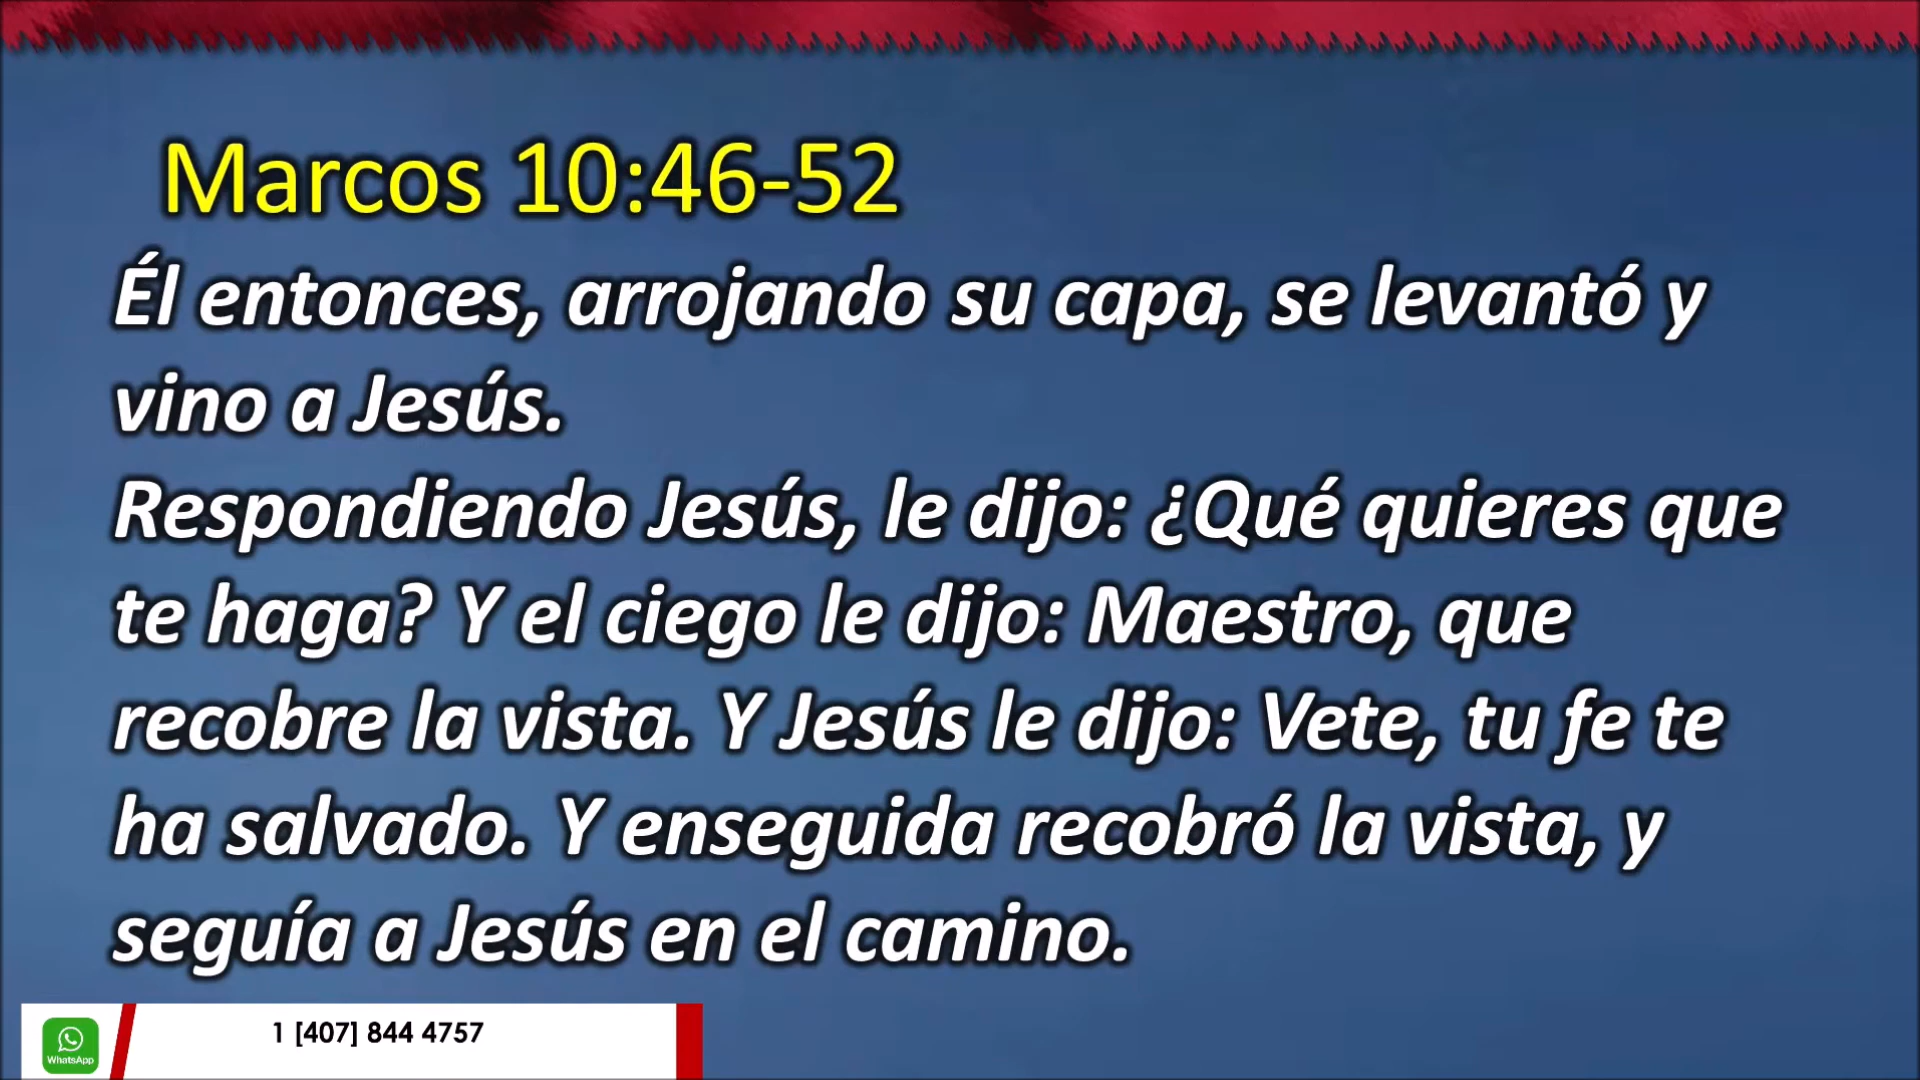 Marcos 10:46-52
Él entonces, arrojando su capa, se levantó y
vino a Jesús.
Respondiendo Jesús, le dijo: ¿Qué quieres que
te haga? Y el ciego le dijo: Maestro, que
recobre la vista. Y Jesús le dijo: Vete, tu fe te
ha salvado. Y enseguida recobró la vista, y
seguía a Jesús en el camino.
1 [407] 844 4757
WhatsApp